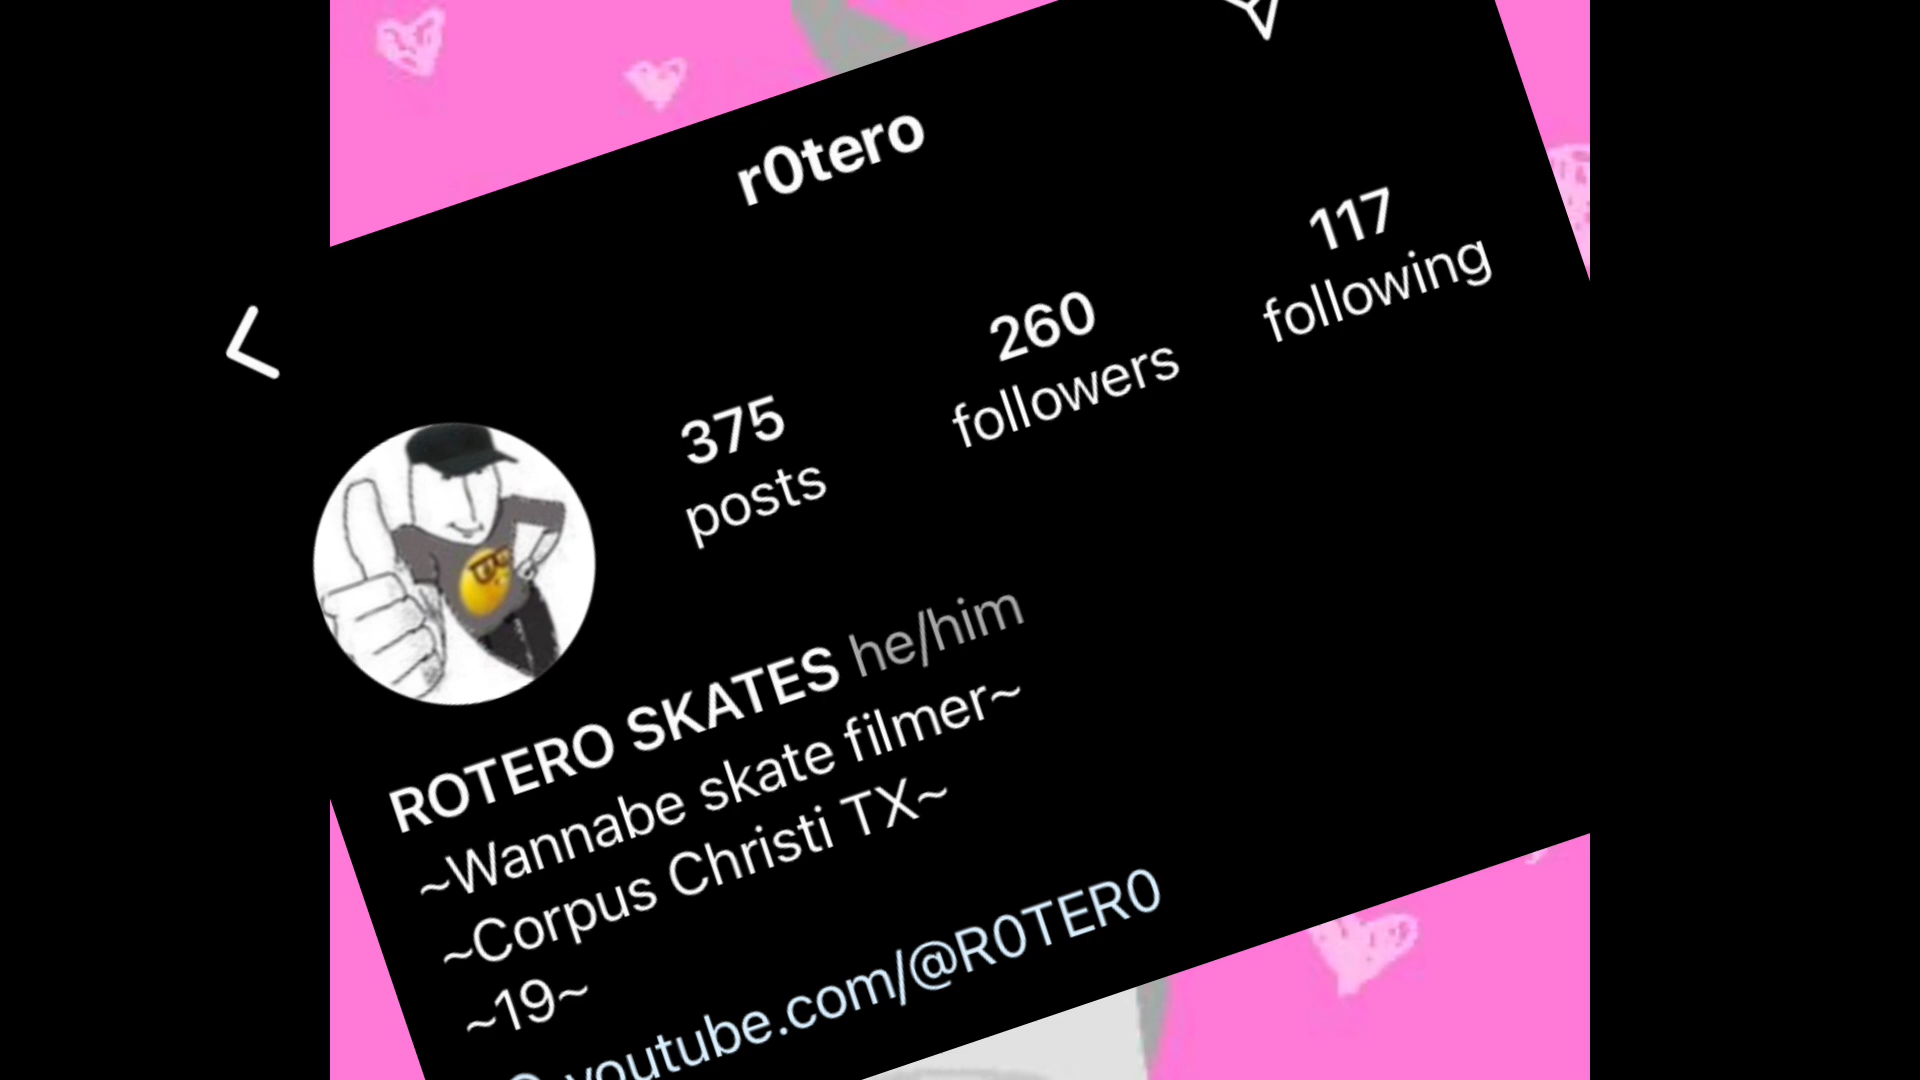 r0tero
375
posts
260
followers
117
following
ROTERO SKATES he/him
~Wannabe skate filmer~
~Corpus Christi TX~
~19~
youtube.com/@R0TER0